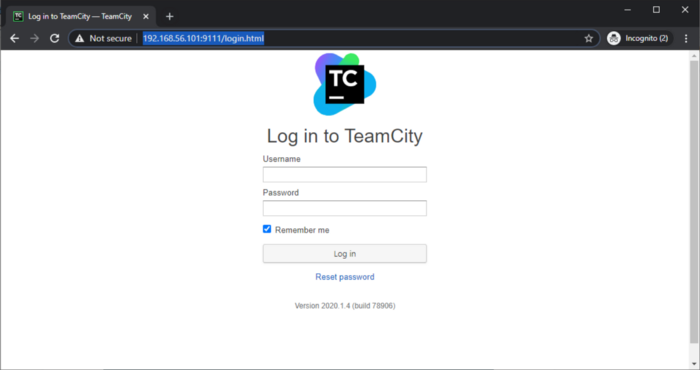 Log in to TeamCity — TeamCity
Not secure
192.168.56.101:9111/login.html
Incognito (2)
TC
Log in to TeamCity
Username
Password
Remember me
Log in
Reset password
Version 2020.1.4 (build 78906)